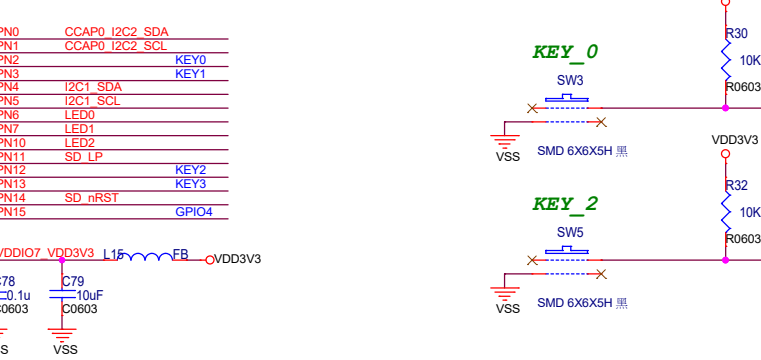 PN0 CCAP0_I2C2_SDA
PN1 CCAP0_I2C2_SCL
PN2 KEY0
PN3 KEY1
PN4 I2C1_SDA
PN5 I2C1_SCL
PN6 LED0
PN7 LED1
PN10 LED2
PN11 SD_LP
PN12 KEY2
PN13 KEY3
PN14 SD_nRST
PN15 GPIO4
VDDIO7_VDD3V3 L15 FB VDD3V3
C78
0.1u
C0603
C79
10uF
C0603
VSS
KEY_0
SW3
VSS
SMD 6X6X5H 黑
R30
10K
R0603
KEY_2
SW5
VSS
SMD 6X6X5H 黑
VDD3V3
R32
10K
R0603